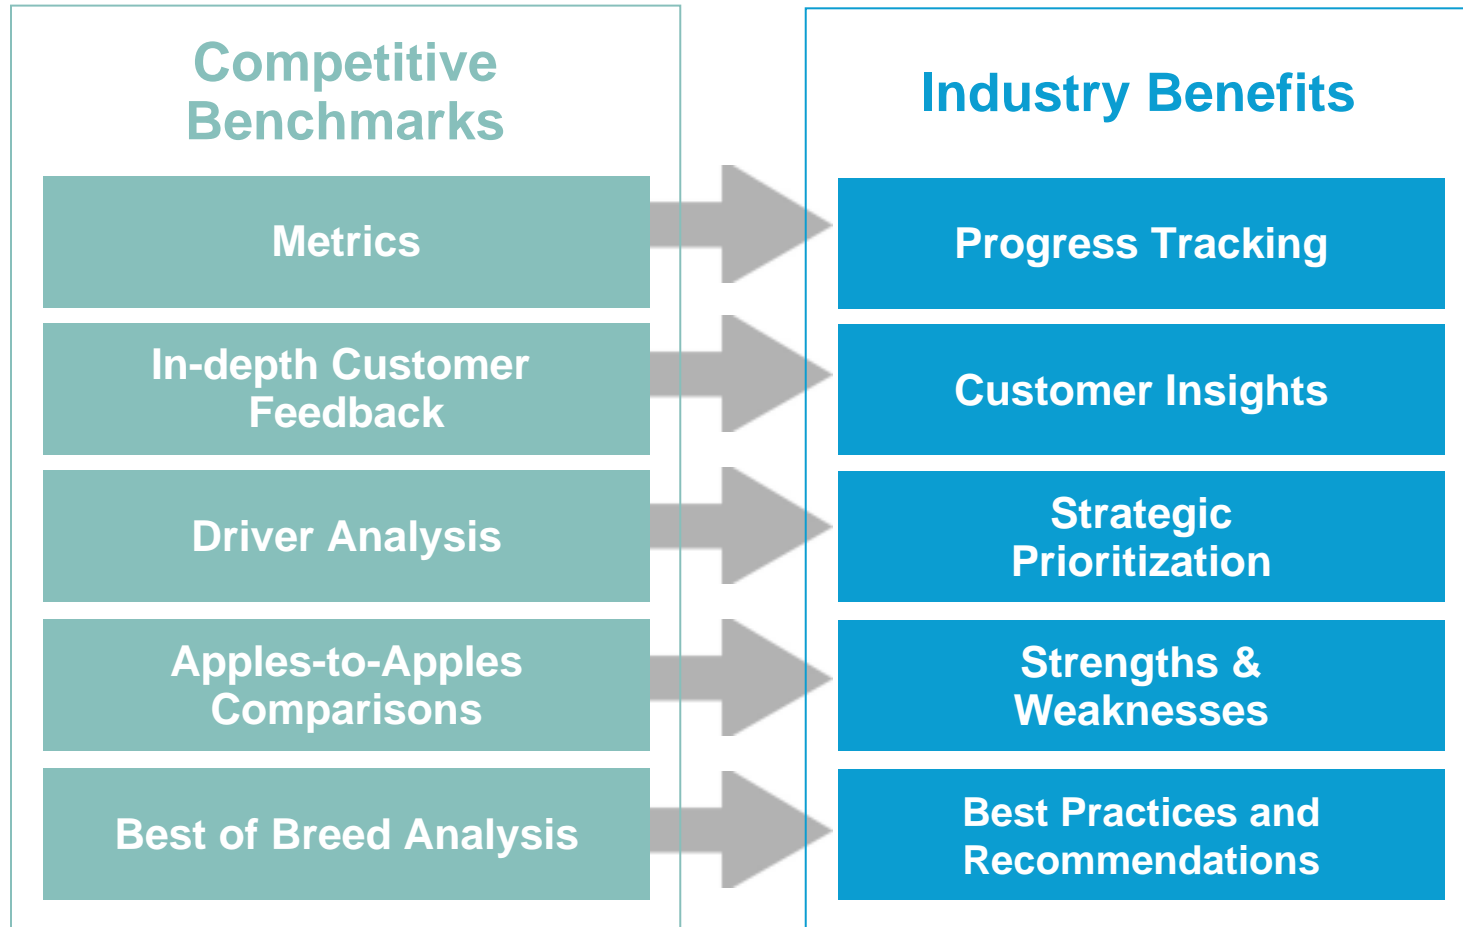 Competitive
Benchmarks
Industry Benefits
Metrics
Progress Tracking
In-depth Customer
Feedback
Customer Insights
Driver Analysis
Strategic
Prioritization
Apples-to-Apples
Comparisons
Strengths &
Weaknesses
Best of Breed Analysis
Best Practices and
Recommendations